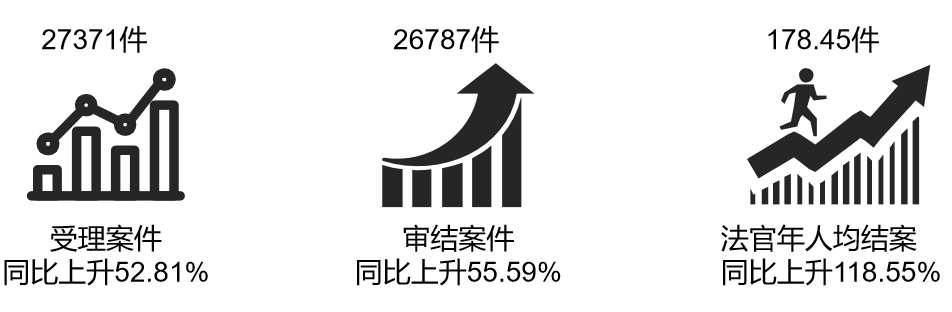 27371件
26787件
178.45件
受理案件
同比上升52.81%
审结案件
同比上升55.59%
法官年人均结案
同比上升118.55%